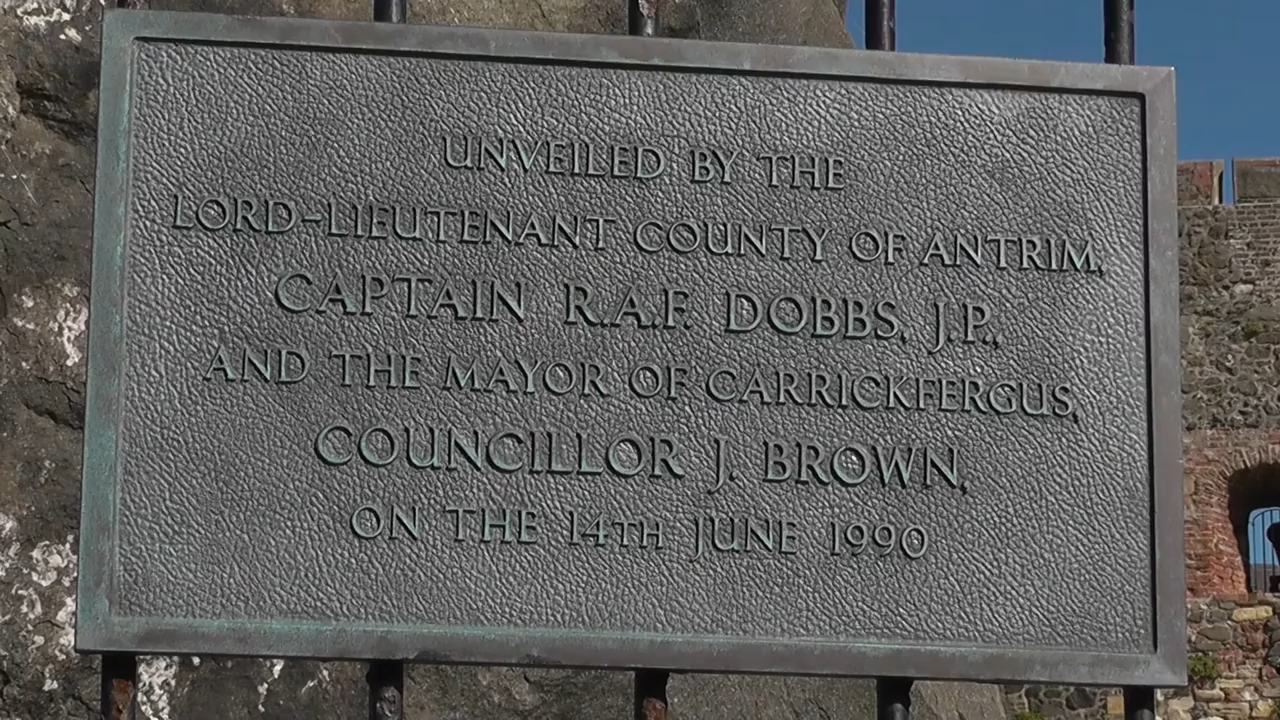 UNVEILED BY THE
LORD-LIEUTENANT COUNTY OF ANTRIM,
CAPTAIN R.A.F. DOBBS, J.P.,
AND THE MAYOR OF CARRICKFERGUS,
COUNCILLOR J. BROWN,
ON THE 14TH JUNE 1990